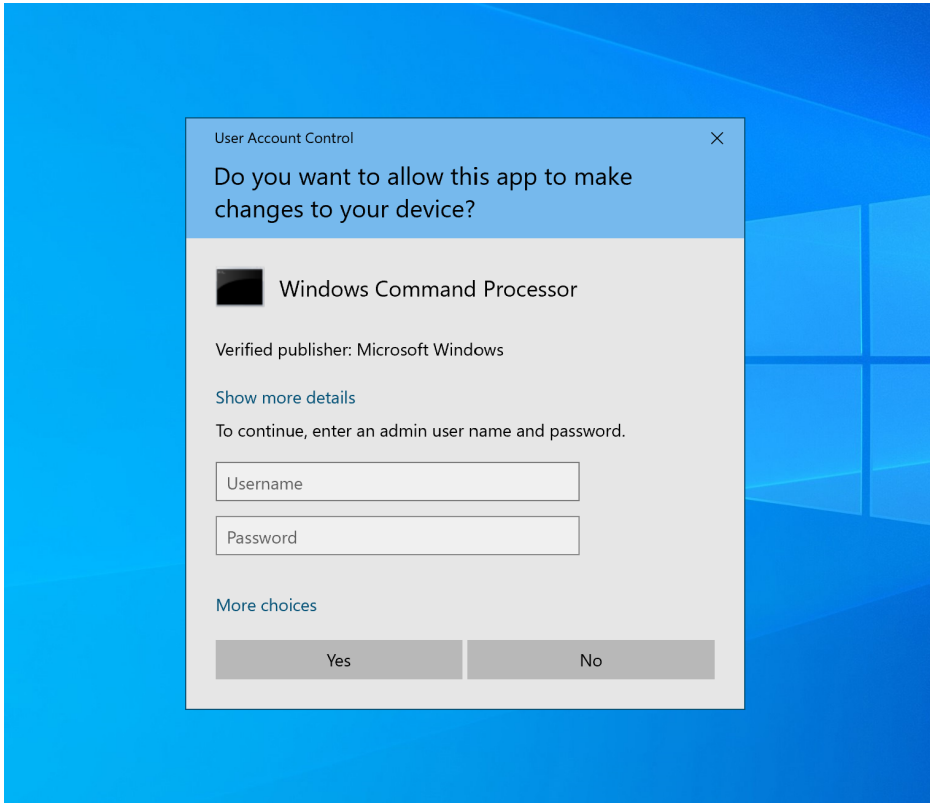 User Account Control
Do you want to allow this app to make
changes to your device?
Windows Command Processor
Verified publisher: Microsoft Windows
Show more details
To continue, enter an admin user name and password.
Username
Password
More choices
Yes
No